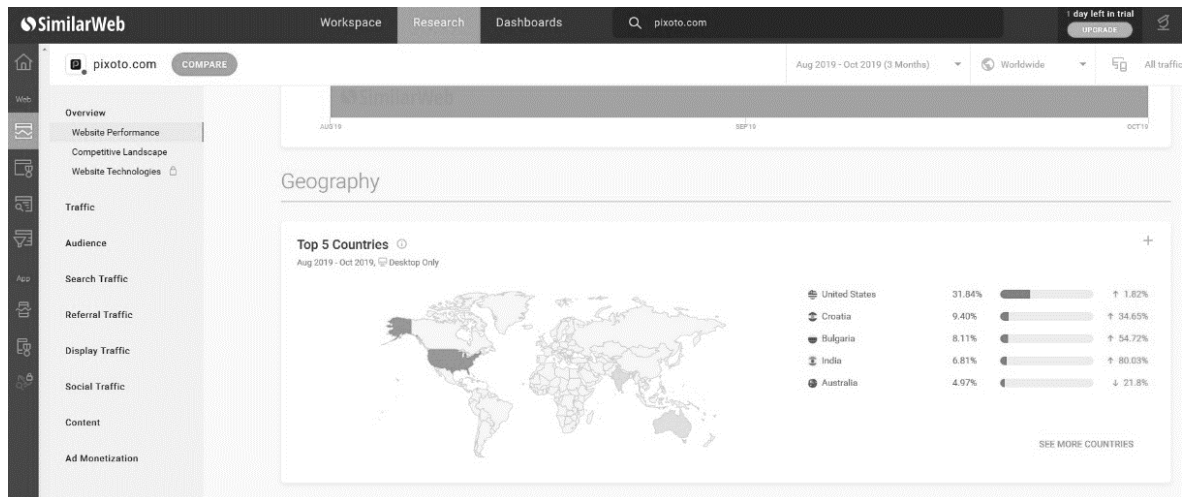 SimilarWeb Workspace Research Dashboards pixoto.com 1 day left in trial
UPGRADE
pixoto.com COMPARE Aug 2019 - Oct 2019 (3 Months) Worldwide All traffic
Web
Overview
Website Performance
Competitive Landscape
Website Technologies
Traffic
Audience
App
Search Traffic
Referral Traffic
Display Traffic
Social Traffic
Content
Ad Monetization
SimilarWeb
AUG'19 SEP'19 OCT'19
Geography
Top 5 Countries
Aug 2019 - Oct 2019, Desktop Only
United States 31.84% ↑ 1.82%
Croatia 9.40% ↑ 34.65%
Bulgaria 8.11% ↑ 54.72%
India 6.81% ↑ 80.03%
Australia 4.97% ↓ 21.8%
SEE MORE COUNTRIES